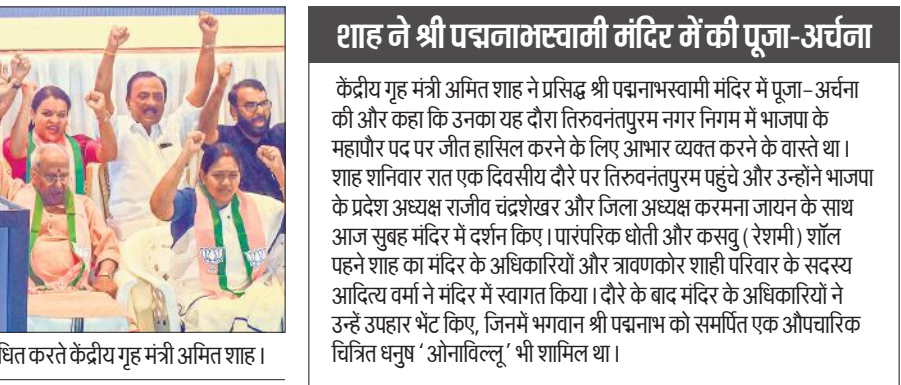 शाह ने श्री पद्मनाभस्वामी मंदिर में की पूजा-अर्चना
केंद्रीय गृह मंत्री अमित शाह ने प्रसिद्ध श्री पद्मनाभस्वामी मंदिर में पूजा-अर्चना
की और कहा कि उनका यह दौरा तिरुवनंतपुरम नगर निगम में भाजपा के
महापौर पद पर जीत हासिल करने के लिए आभार व्यक्त करने के वास्ते था।
शाह शनिवार रात एक दिवसीय दौरे पर तिरुवनंतपुरम पहुंचे और उन्होंने भाजपा
के प्रदेश अध्यक्ष राजीव चंद्रशेखर और जिला अध्यक्ष करमना जायन के साथ
आज सुबह मंदिर में दर्शन किए। पारंपरिक धोती और कसवु (रेशमी) शॉल
पहने शाह का मंदिर के अधिकारियों और त्रावणकोर शाही परिवार के सदस्य
आदित्य वर्मा ने मंदिर में स्वागत किया। दौरे के बाद मंदिर के अधिकारियों ने
उन्हें उपहार भेंट किए, जिनमें भगवान श्री पद्मनाभ को समर्पित एक औपचारिक
चित्रित धनुष ‘ओनाविल्लू’ भी शामिल था।
धित करते केंद्रीय गृह मंत्री अमित शाह।